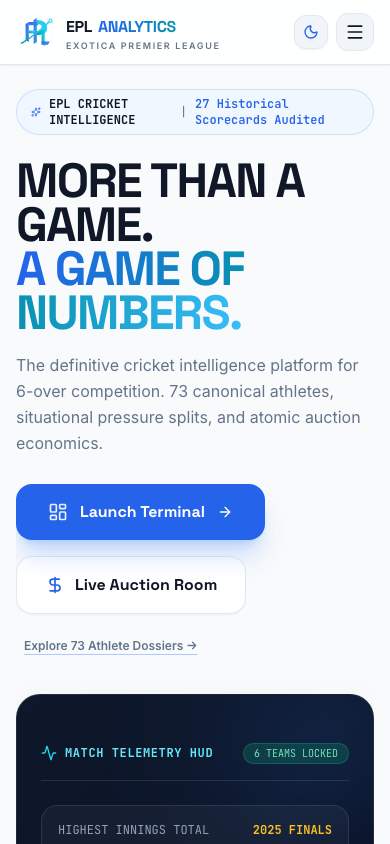 EPL ANALYTICS
EXOTICA PREMIER LEAGUE
EPL CRICKET INTELLIGENCE | 27 Historical Scorecards Audited
MORE THAN A
GAME.
A GAME OF
NUMBERS.
The definitive cricket intelligence platform for
6-over competition. 73 canonical athletes,
situational pressure splits, and atomic auction
economics.
Launch Terminal →
$ Live Auction Room
Explore 73 Athlete Dossiers →
MATCH TELEMETRY HUD 6 TEAMS LOCKED
HIGHEST INNINGS TOTAL 2025 FINALS